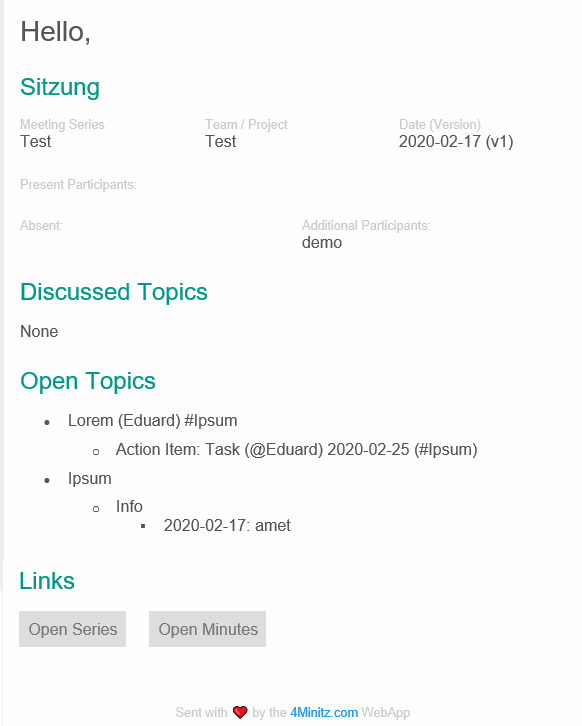 Hello,
Sitzung
Meeting Series Team / Project Date (Version)
Test Test 2020-02-17 (v1)
Present Participants:
Absent: Additional Participants:
demo
Discussed Topics
None
Open Topics
Lorem (Eduard) #Ipsum
Action Item: Task (@Eduard) 2020-02-25 (#Ipsum)
Ipsum
Info
2020-02-17: amet
Links
Open Series Open Minutes
Sent with ❤ by the 4Minitz.com WebApp